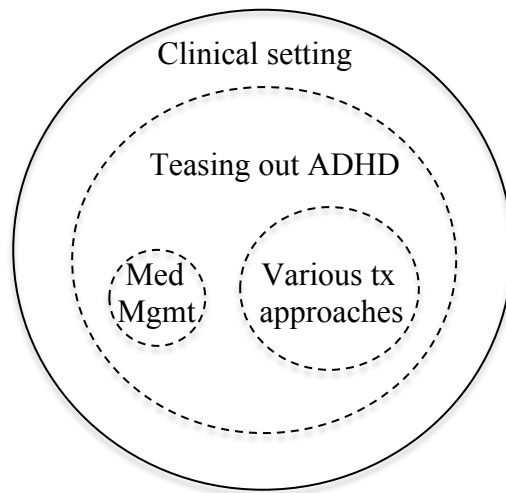 Clinical setting
Teasing out ADHD
Med
Mgmt
Various tx
approaches